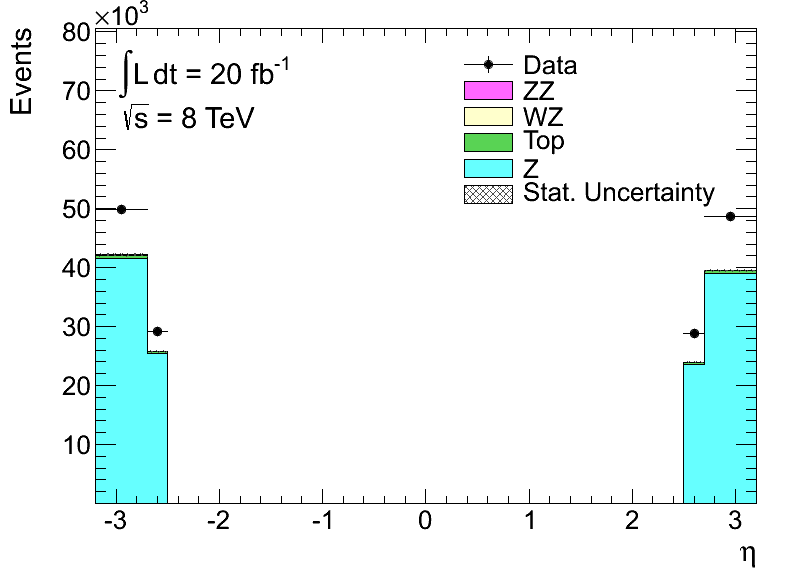 ×10³
Events
80
70
60
50
40
30
20
10
∫L dt = 20 fb⁻¹
√s = 8 TeV
Data
ZZ
WZ
Top
Z
Stat. Uncertainty
-3 -2 -1 0 1 2 3
η